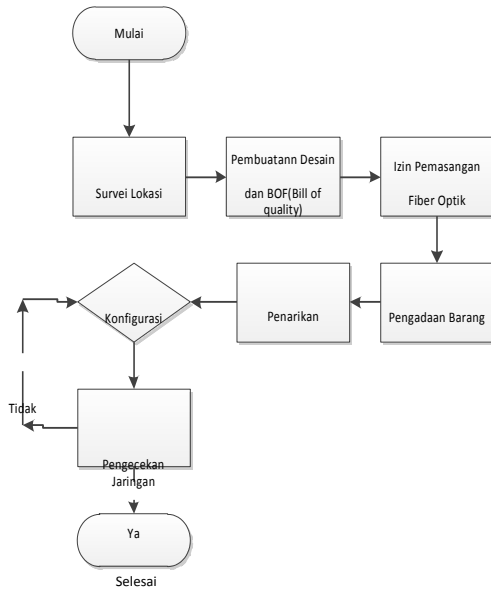 Mulai
Survei Lokasi
Pembuatann Desain
dan BOF(Bill of
quality)
Izin Pemasangan
Fiber Optik
Pengadaan Barang
Penarikan
Konfigurasi
Tidak
Pengecekan
Jaringan
Ya
Selesai